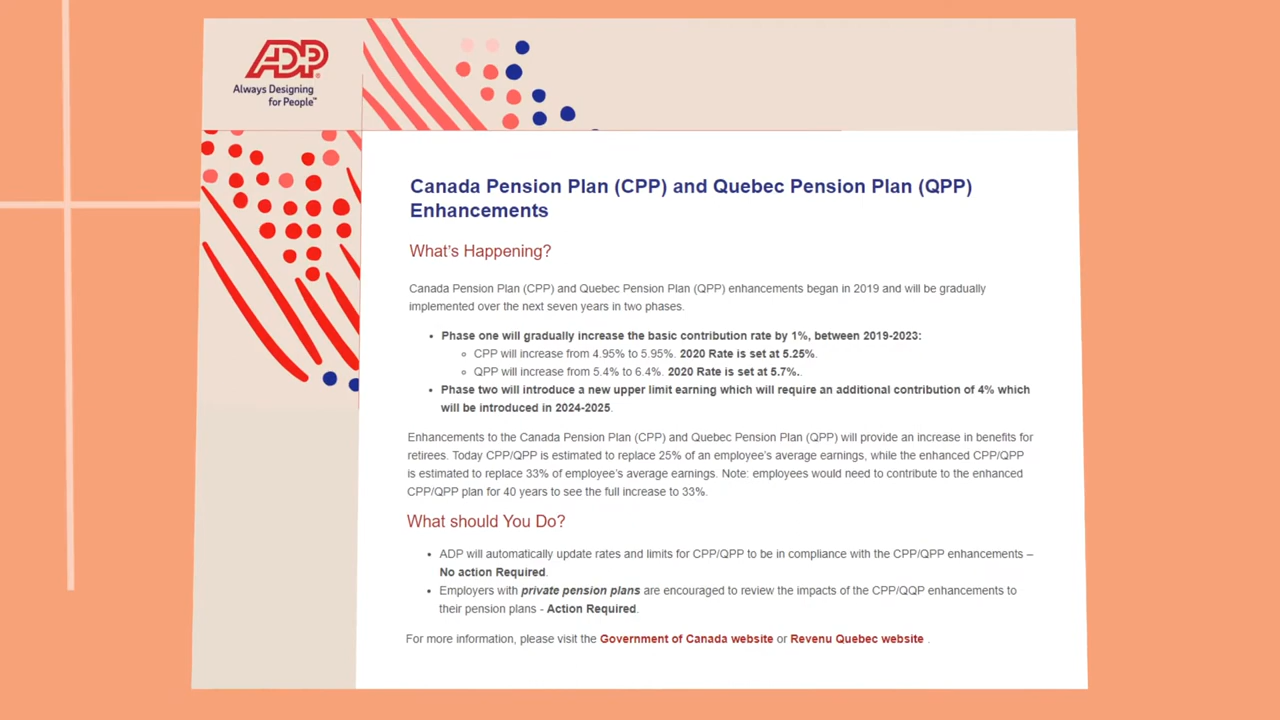 ADP
Always Designing
for People™
Canada Pension Plan (CPP) and Quebec Pension Plan (QPP)
Enhancements
What's Happening?
Canada Pension Plan (CPP) and Quebec Pension Plan (QPP) enhancements began in 2019 and will be gradually
implemented over the next seven years in two phases.
• Phase one will gradually increase the basic contribution rate by 1%, between 2019-2023:
○ CPP will increase from 4.95% to 5.95%. 2020 Rate is set at 5.25%.
○ QPP will increase from 5.4% to 6.4%. 2020 Rate is set at 5.7%..
• Phase two will introduce a new upper limit earning which will require an additional contribution of 4% which
will be introduced in 2024-2025.
Enhancements to the Canada Pension Plan (CPP) and Quebec Pension Plan (QPP) will provide an increase in benefits for
retirees. Today CPP/QPP is estimated to replace 25% of an employee's average earnings, while the enhanced CPP/QPP
is estimated to replace 33% of employee's average earnings. Note: employees would need to contribute to the enhanced
CPP/QPP plan for 40 years to see the full increase to 33%.
What should You Do?
• ADP will automatically update rates and limits for CPP/QPP to be in compliance with the CPP/QPP enhancements –
No action Required.
• Employers with private pension plans are encouraged to review the impacts of the CPP/QQP enhancements to
their pension plans - Action Required.
For more information, please visit the Government of Canada website or Revenu Quebec website .